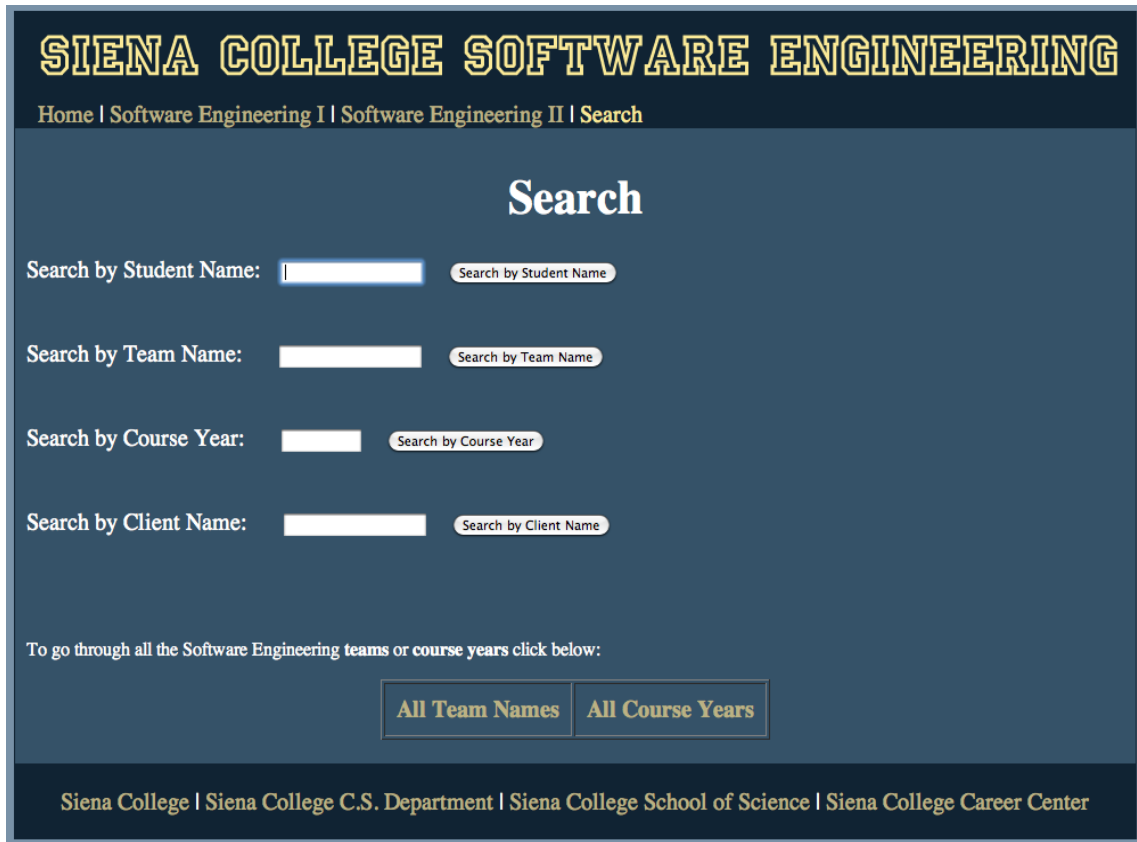 SIENA COLLEGE SOFTWARE ENGINEERING
Home | Software Engineering I | Software Engineering II | Search
Search
Search by Student Name: Search by Student Name
Search by Team Name: Search by Team Name
Search by Course Year: Search by Course Year
Search by Client Name: Search by Client Name
To go through all the Software Engineering teams or course years click below:
All Team Names All Course Years
Siena College | Siena College C.S. Department | Siena College School of Science | Siena College Career Center